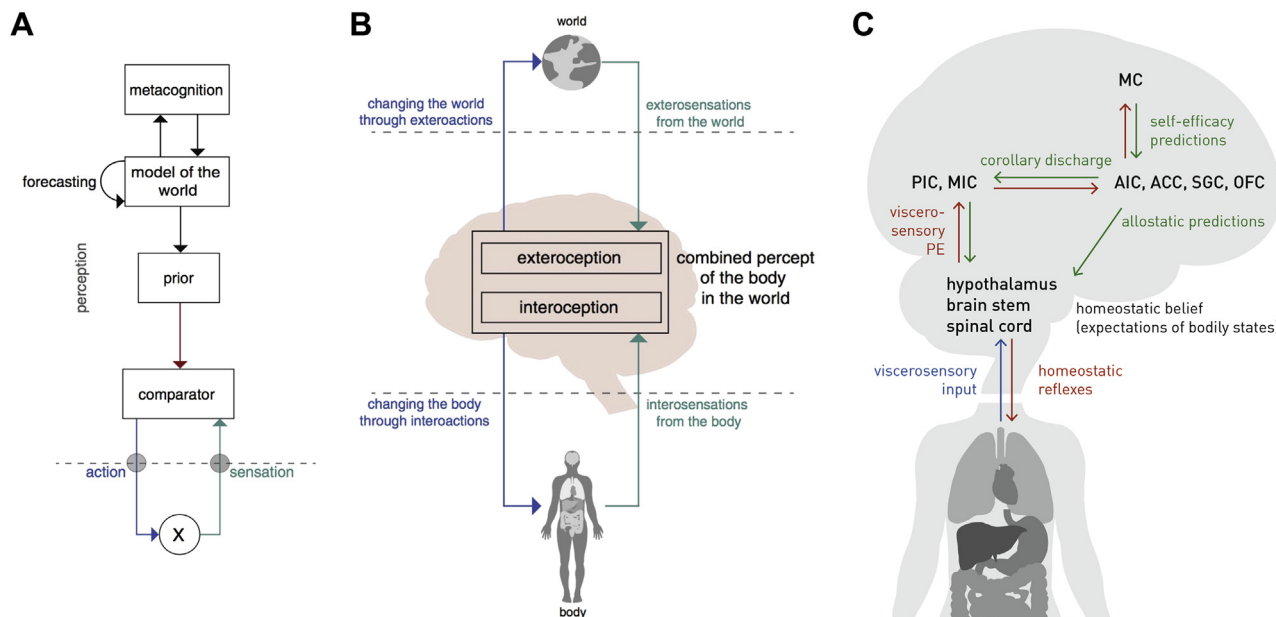 A
metacognition
forecasting
model of the
world
perception
prior
comparator
action
sensation
X
B
world
changing the world
through exteroactions
exterosensations
from the world
exteroception
interoception
combined percept
of the body
in the world
changing the body
through interoactions
interosensations
from the body
body
C
MC
self-efficacy
predictions
corollary discharge
PIC, MIC
AIC, ACC, SGC, OFC
viscero-
sensory
PE
allostatic predictions
hypothalamus
brain stem
spinal cord
homeostatic belief
(expectations of bodily states
viscerosensory
input
homeostatic
reflexes